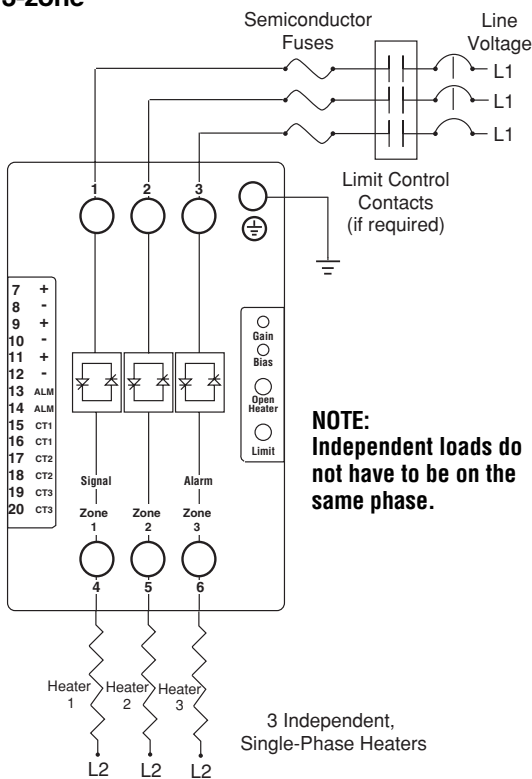 3-zone
Semiconductor
Fuses
Line
Voltage
L1
L1
L1
Limit Control
Contacts
(if required)
1
2
3
7 +
8 -
9 +
10 -
11 +
12 -
13 ALM
14 ALM
15 CT1
16 CT1
17 CT2
18 CT2
19 CT3
20 CT3
Gain
Bias
Open
Heater
Limit
Signal
Alarm
Zone
1
Zone
2
Zone
3
4
5
6
NOTE:
Independent loads do
not have to be on the
same phase.
Heater
1
Heater
2
Heater
3
L2
L2
L2
3 Independent,
Single-Phase Heaters